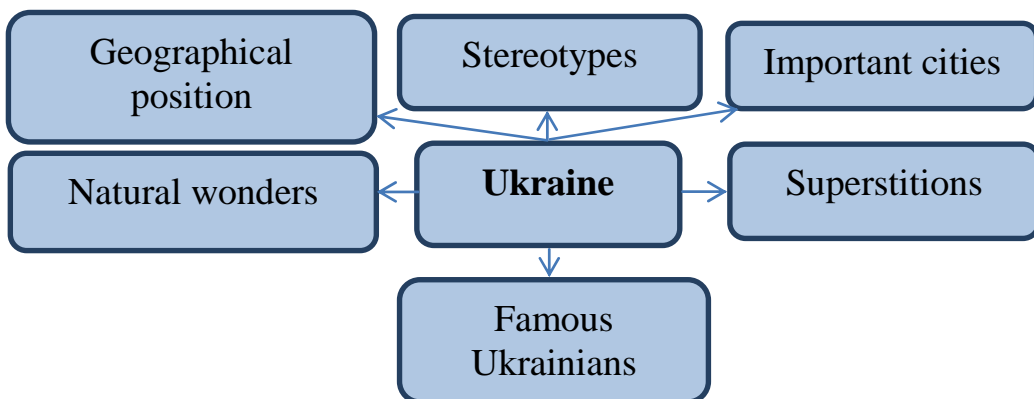 Geographical
position
Stereotypes
Important cities
Natural wonders
Ukraine
Superstitions
Famous
Ukrainians